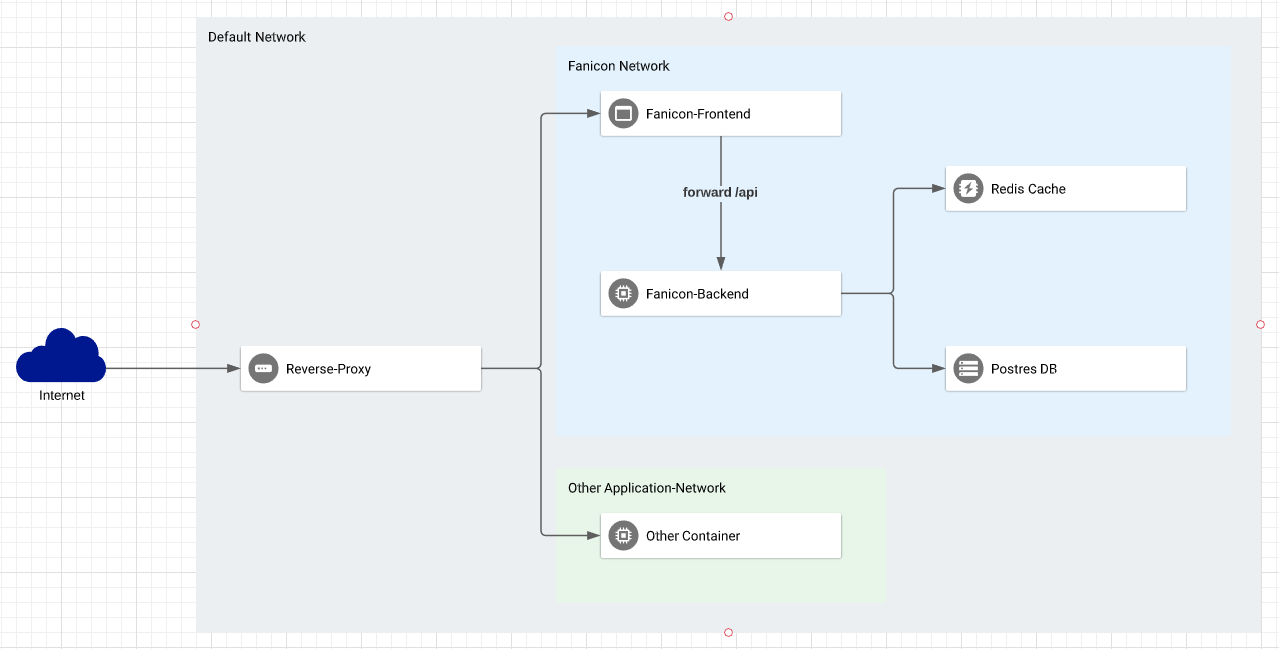 Default Network
Fanicon Network
Fanicon-Frontend
forward /api
Redis Cache
Fanicon-Backend
Internet
Reverse-Proxy
Postres DB
Other Application-Network
Other Container